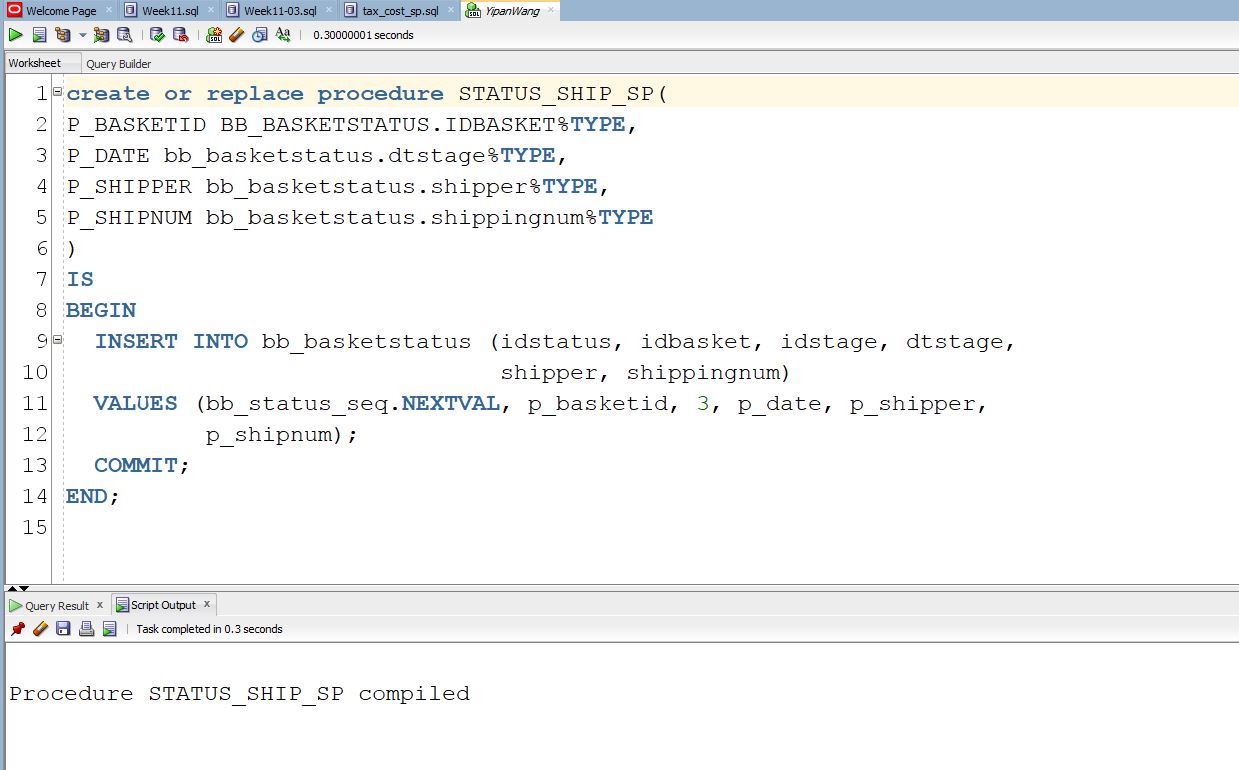 Welcome Page × Week11.sql × Week11-03.sql × tax_cost_sp.sql × YipanWang ×
0.30000001 seconds
Worksheet Query Builder
1 create or replace procedure STATUS_SHIP_SP(
2 P_BASKETID BB_BASKETSTATUS.IDBASKET%TYPE,
3 P_DATE bb_basketstatus.dtstage%TYPE,
4 P_SHIPPER bb_basketstatus.shipper%TYPE,
5 P_SHIPNUM bb_basketstatus.shippingnum%TYPE
6 )
7 IS
8 BEGIN
9 INSERT INTO bb_basketstatus (idstatus, idbasket, idstage, dtstage,
10 shipper, shippingnum)
11 VALUES (bb_status_seq.NEXTVAL, p_basketid, 3, p_date, p_shipper,
12 p_shipnum);
13 COMMIT;
14 END;
15
Query Result x Script Output x
Task completed in 0.3 seconds
Procedure STATUS_SHIP_SP compiled